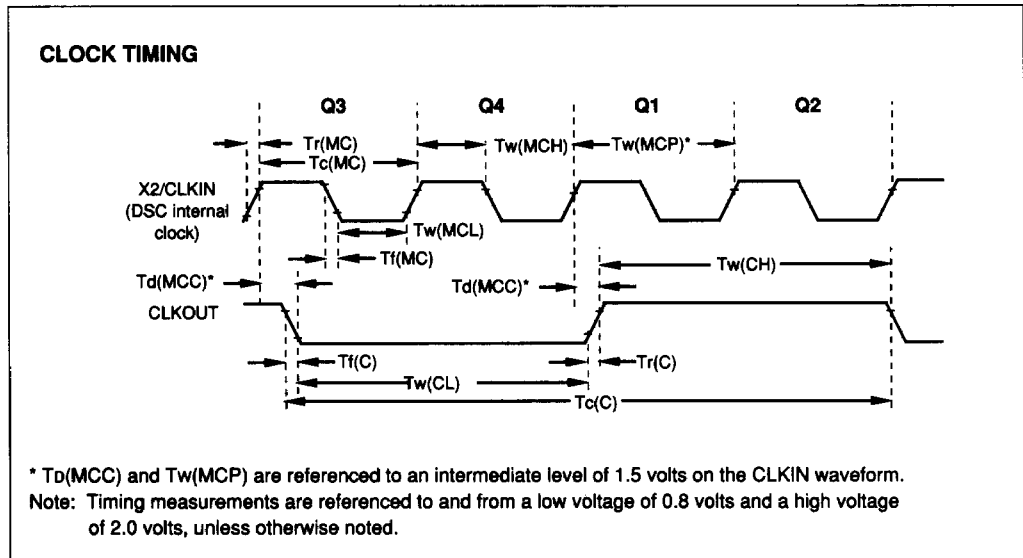 CLOCK TIMING
Q3 Q4 Q1 Q2
Tr(MC)
Tw(MCH) Tw(MCP)*
Tc(MC)
X2/CLKIN
(DSC internal
clock)
Tw(MCL)
Tf(MC)
Tw(CH)
Td(MCC)* Td(MCC)*
CLKOUT
Tf(C) Tr(C)
Tw(CL)
Tc(C)
* TD(MCC) and TW(MCP) are referenced to an intermediate level of 1.5 volts on the CLKIN waveform.
Note: Timing measurements are referenced to and from a low voltage of 0.8 volts and a high voltage
of 2.0 volts, unless otherwise noted.